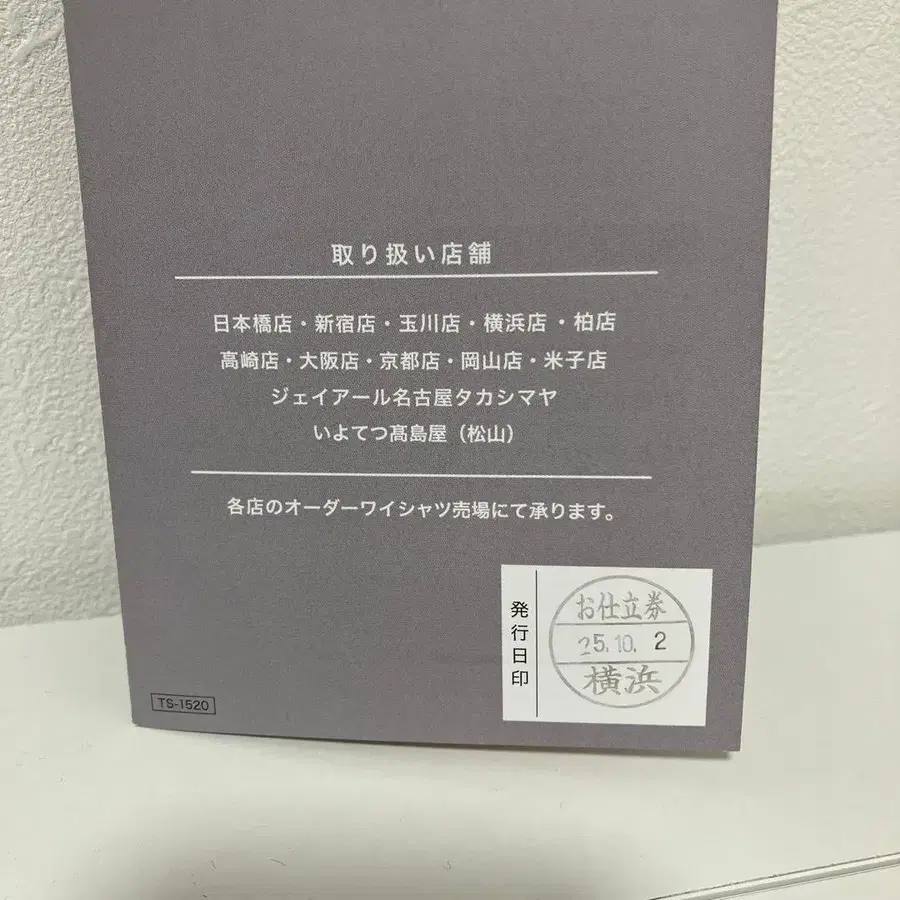 取り扱い店舗
日本橋店・新宿店・玉川店・横浜店・柏店
高崎店・大阪店・京都店・岡山店・米子店
ジェイアール名古屋タカシマヤ
いよてつ髙島屋（松山）
各店のオーダーワイシャツ売場にて承ります。
発行日印
お仕立券
25.10.2
横浜
TS-1520